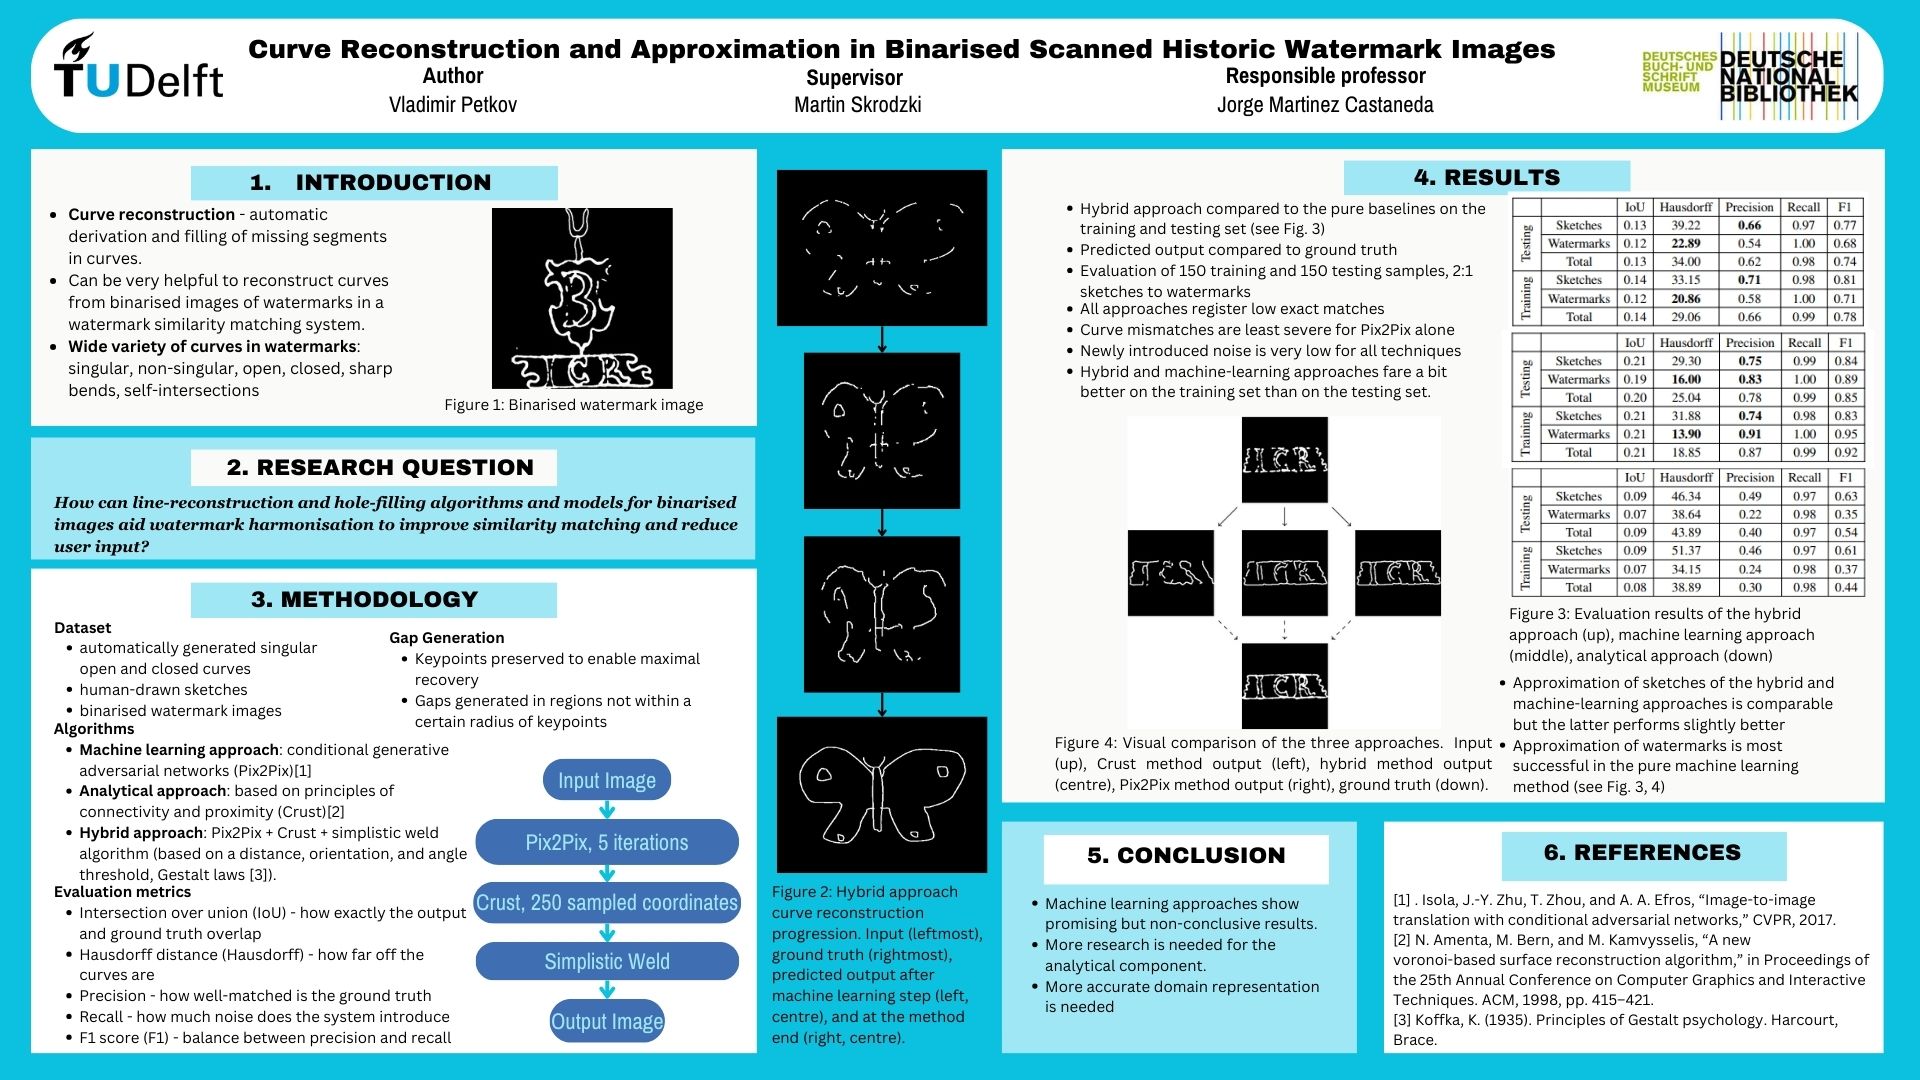 TUDelft
Curve Reconstruction and Approximation in Binarised Scanned Historic Watermark Images
Author
Vladimir Petkov
Supervisor
Martin Skrodzki
Responsible professor
Jorge Martinez Castaneda
DEUTSCHES
BUCH- UND
SCHRIFT
MUSEUM
DEUTSCHE
NATIONAL
BIBLIOTHEK
1. INTRODUCTION
• Curve reconstruction - automatic
derivation and filling of missing segments
in curves.
• Can be very helpful to reconstruct curves
from binarised images of watermarks in a
watermark similarity matching system.
• Wide variety of curves in watermarks:
singular, non-singular, open, closed, sharp
bends, self-intersections
Figure 1: Binarised watermark image
2. RESEARCH QUESTION
How can line-reconstruction and hole-filling algorithms and models for binarised
images aid watermark harmonisation to improve similarity matching and reduce
user input?
3. METHODOLOGY
Dataset
• automatically generated singular
open and closed curves
• human-drawn sketches
• binarised watermark images
Gap Generation
• Keypoints preserved to enable maximal
recovery
• Gaps generated in regions not within a
certain radius of keypoints
Algorithms
• Machine learning approach: conditional generative
adversarial networks (Pix2Pix)[1]
• Analytical approach: based on principles of
connectivity and proximity (Crust)[2]
• Hybrid approach: Pix2Pix + Crust + simplistic weld
algorithm (based on a distance, orientation, and angle
threshold, Gestalt laws [3]).
Evaluation metrics
• Intersection over union (IoU) - how exactly the output
and ground truth overlap
• Hausdorff distance (Hausdorff) - how far off the
curves are
• Precision - how well-matched is the ground truth
• Recall - how much noise does the system introduce
• F1 score (F1) - balance between precision and recall
Input Image
Pix2Pix, 5 iterations
Crust, 250 sampled coordinates
Simplistic Weld
Output Image
Figure 2: Hybrid approach
curve reconstruction
progression. Input (leftmost),
ground truth (rightmost),
predicted output after
machine learning step (left,
centre), and at the method
end (right, centre).
4. RESULTS
• Hybrid approach compared to the pure baselines on the
training and testing set (see Fig. 3)
• Predicted output compared to ground truth
• Evaluation of 150 training and 150 testing samples, 2:1
sketches to watermarks
• All approaches register low exact matches
• Curve mismatches are least severe for Pix2Pix alone
• Newly introduced noise is very low for all techniques
• Hybrid and machine-learning approaches fare a bit
better on the training set than on the testing set.
Figure 4: Visual comparison of the three approaches. Input
(up), Crust method output (left), hybrid method output
(centre), Pix2Pix method output (right), ground truth (down).
IoU Hausdorff Precision Recall F1
Testing
Sketches 0.13 39.22 0.66 0.97 0.77
Watermarks 0.12 22.89 0.54 1.00 0.68
Total 0.13 34.00 0.62 0.98 0.74
Training
Sketches 0.14 33.15 0.71 0.98 0.81
Watermarks 0.12 20.86 0.58 1.00 0.71
Total 0.14 29.06 0.66 0.99 0.78
IoU Hausdorff Precision Recall F1
Testing
Sketches 0.21 29.30 0.75 0.99 0.84
Watermarks 0.19 16.00 0.83 1.00 0.89
Total 0.20 25.04 0.78 0.99 0.85
Training
Sketches 0.21 31.88 0.74 0.98 0.83
Watermarks 0.21 13.90 0.91 1.00 0.95
Total 0.21 18.85 0.87 0.99 0.92
IoU Hausdorff Precision Recall F1
Testing
Sketches 0.09 46.34 0.49 0.97 0.63
Watermarks 0.07 38.64 0.22 0.98 0.35
Total 0.09 43.89 0.40 0.97 0.54
Training
Sketches 0.09 51.37 0.46 0.97 0.61
Watermarks 0.07 34.15 0.24 0.98 0.37
Total 0.08 38.89 0.30 0.98 0.44
Figure 3: Evaluation results of the hybrid
approach (up), machine learning approach
(middle), analytical approach (down)
• Approximation of sketches of the hybrid and
machine-learning approaches is comparable
but the latter performs slightly better
• Approximation of watermarks is most
successful in the pure machine learning
method (see Fig. 3, 4)
5. CONCLUSION
• Machine learning approaches show
promising but non-conclusive results.
• More research is needed for the
analytical component.
• More accurate domain representation
is needed
6. REFERENCES
[1] . Isola, J.-Y. Zhu, T. Zhou, and A. A. Efros, “Image-to-image
translation with conditional adversarial networks,” CVPR, 2017.
[2] N. Amenta, M. Bern, and M. Kamvysselis, “A new
voronoi-based surface reconstruction algorithm,” in Proceedings of
the 25th Annual Conference on Computer Graphics and Interactive
Techniques. ACM, 1998, pp. 415–421.
[3] Koffka, K. (1935). Principles of Gestalt psychology. Harcourt,
Brace.